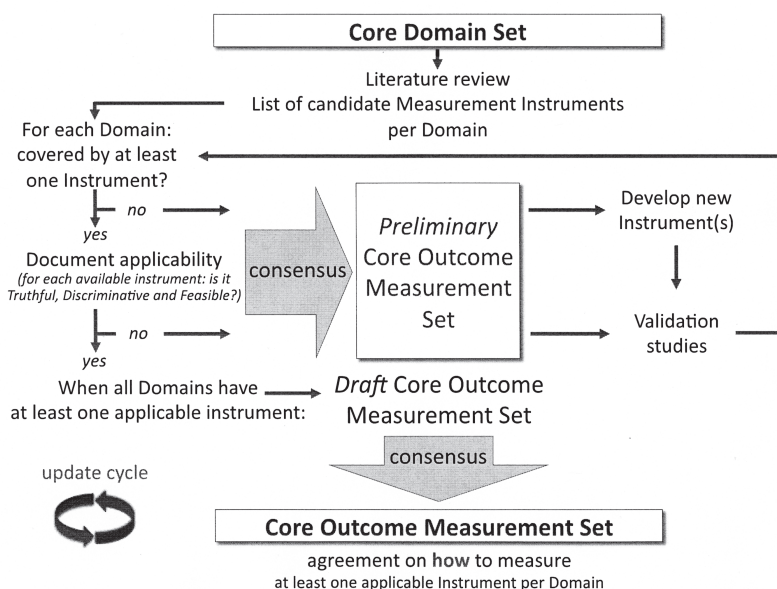 Core Domain Set
Literature review
List of candidate Measurement Instruments
per Domain
For each Domain:
covered by at least
one Instrument?
no
yes
Document applicability
(for each available instrument: is it
Truthful, Discriminative and Feasible?)
no
yes
consensus
Preliminary
Core Outcome
Measurement
Set
Develop new
Instrument(s)
Validation
studies
When all Domains have
at least one applicable instrument:
Draft Core Outcome
Measurement Set
consensus
update cycle
Core Outcome Measurement Set
agreement on how to measure
at least one applicable Instrument per Domain